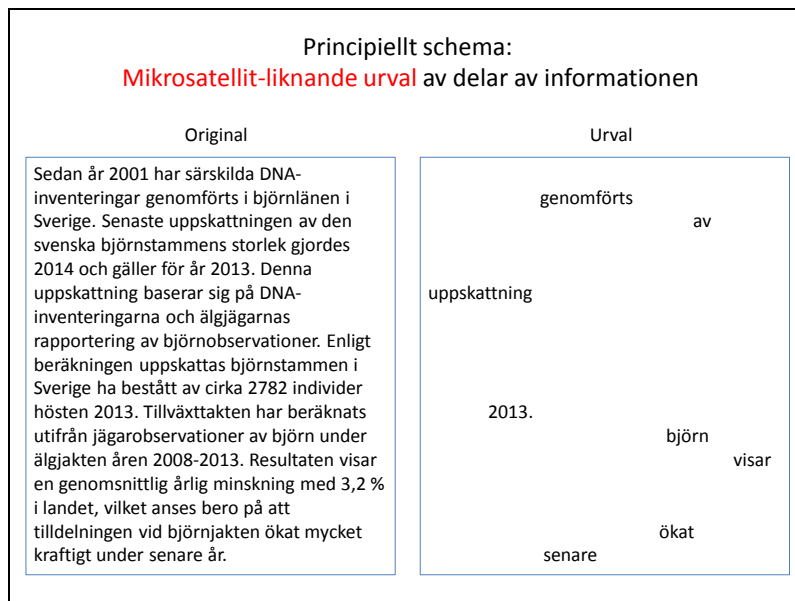 Principiellt schema:
Mikrosatellit-liknande urval av delar av informationen
Original
Sedan år 2001 har särskilda DNA-
inventeringar genomförts i björnlänen i
Sverige. Senaste uppskattningen av den
svenska björnstammens storlek gjordes
2014 och gäller för år 2013. Denna
uppskattning baserar sig på DNA-
inventeringarna och älgjägarnas
rapportering av björnobservationer. Enligt
beräkningen uppskattas björnstammen i
Sverige ha bestått av cirka 2782 individer
hösten 2013. Tillväxttakten har beräknats
utifrån jägarobservationer av björn under
älgjakten åren 2008-2013. Resultaten visar
en genomsnittlig årlig minskning med 3,2 %
i landet, vilket anses bero på att
tilldelningen vid björnjakten ökat mycket
kraftigt under senare år.
Urval
genomförts
av
uppskattning
2013.
björn
visar
ökat
senare